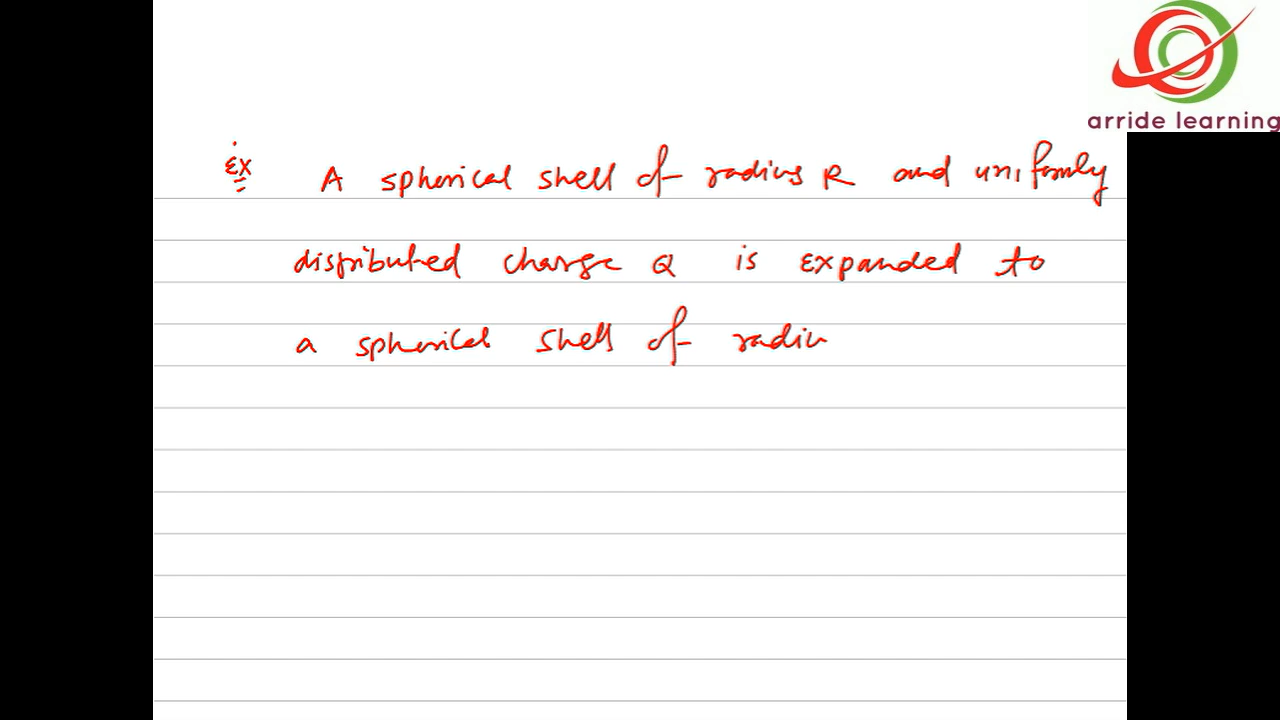 arride learning
Ex A spherical shell of radius R and uniformly
distributed charge Q is expanded to
a spherical shell of radiu